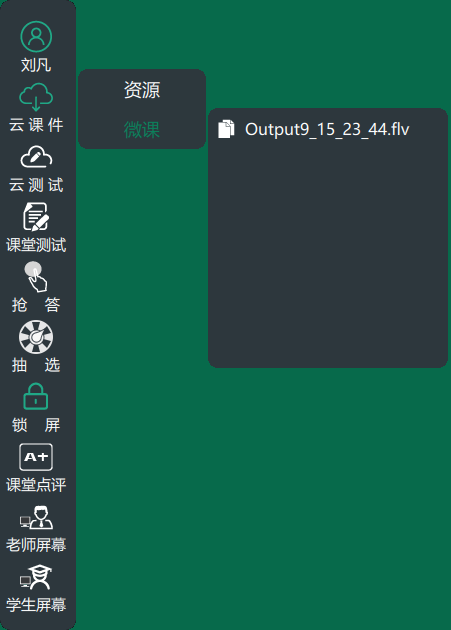 刘凡
云课件
云测试
课堂测试
抢 答
抽 选
锁 屏
A+
课堂点评
老师屏幕
学生屏幕
资源
微课
Output9_15_23_44.flv